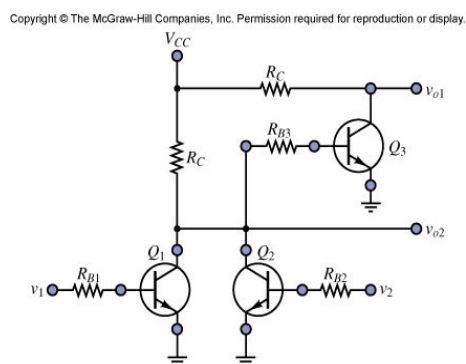 Copyright © The McGraw-Hill Companies, Inc. Permission required for reproduction or display.
VCC
RC
vo1
RB3
Q3
RC
vo2
Q1
Q2
RB1
RB2
v1
v2